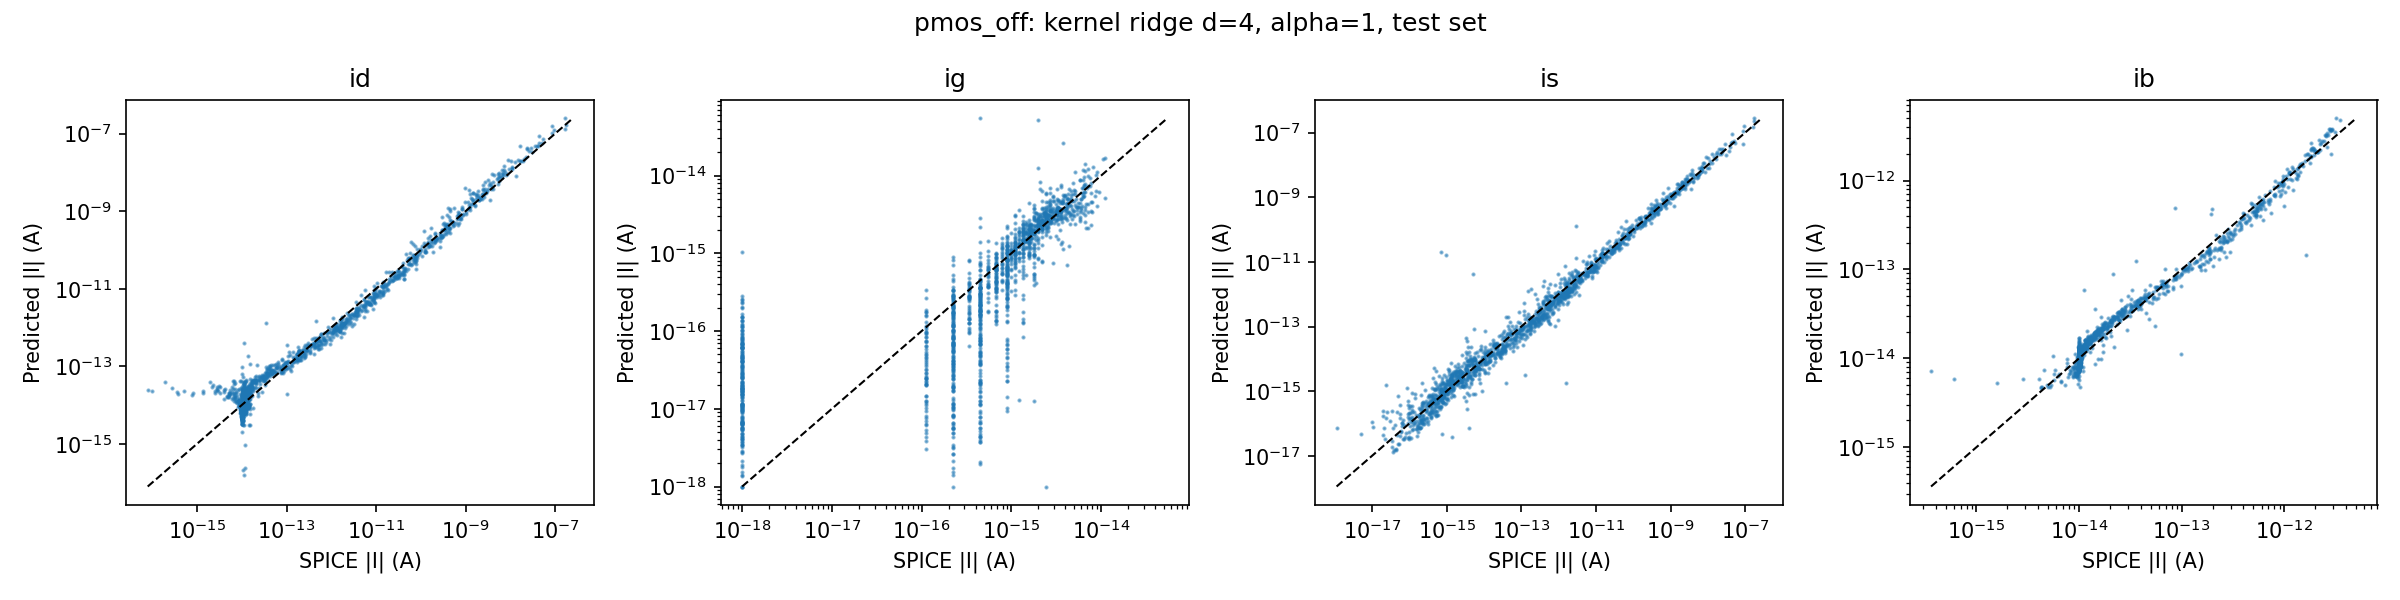 pmos_off: kernel ridge d=4, alpha=1, test set
id
ig
is
ib
Predicted |I| (A)
10⁻⁷
10⁻⁹
10⁻¹¹
10⁻¹³
10⁻¹⁵
10⁻¹⁵ 10⁻¹³ 10⁻¹¹ 10⁻⁹ 10⁻⁷
SPICE |I| (A)
Predicted |I| (A)
10⁻¹⁴
10⁻¹⁵
10⁻¹⁶
10⁻¹⁷
10⁻¹⁸
10⁻¹⁸ 10⁻¹⁷ 10⁻¹⁶ 10⁻¹⁵ 10⁻¹⁴
SPICE |I| (A)
Predicted |I| (A)
10⁻⁷
10⁻⁹
10⁻¹¹
10⁻¹³
10⁻¹⁵
10⁻¹⁷
10⁻¹⁷ 10⁻¹⁵ 10⁻¹³ 10⁻¹¹ 10⁻⁹ 10⁻⁷
SPICE |I| (A)
Predicted |I| (A)
10⁻¹²
10⁻¹³
10⁻¹⁴
10⁻¹⁵
10⁻¹⁵ 10⁻¹⁴ 10⁻¹³ 10⁻¹²
SPICE |I| (A)